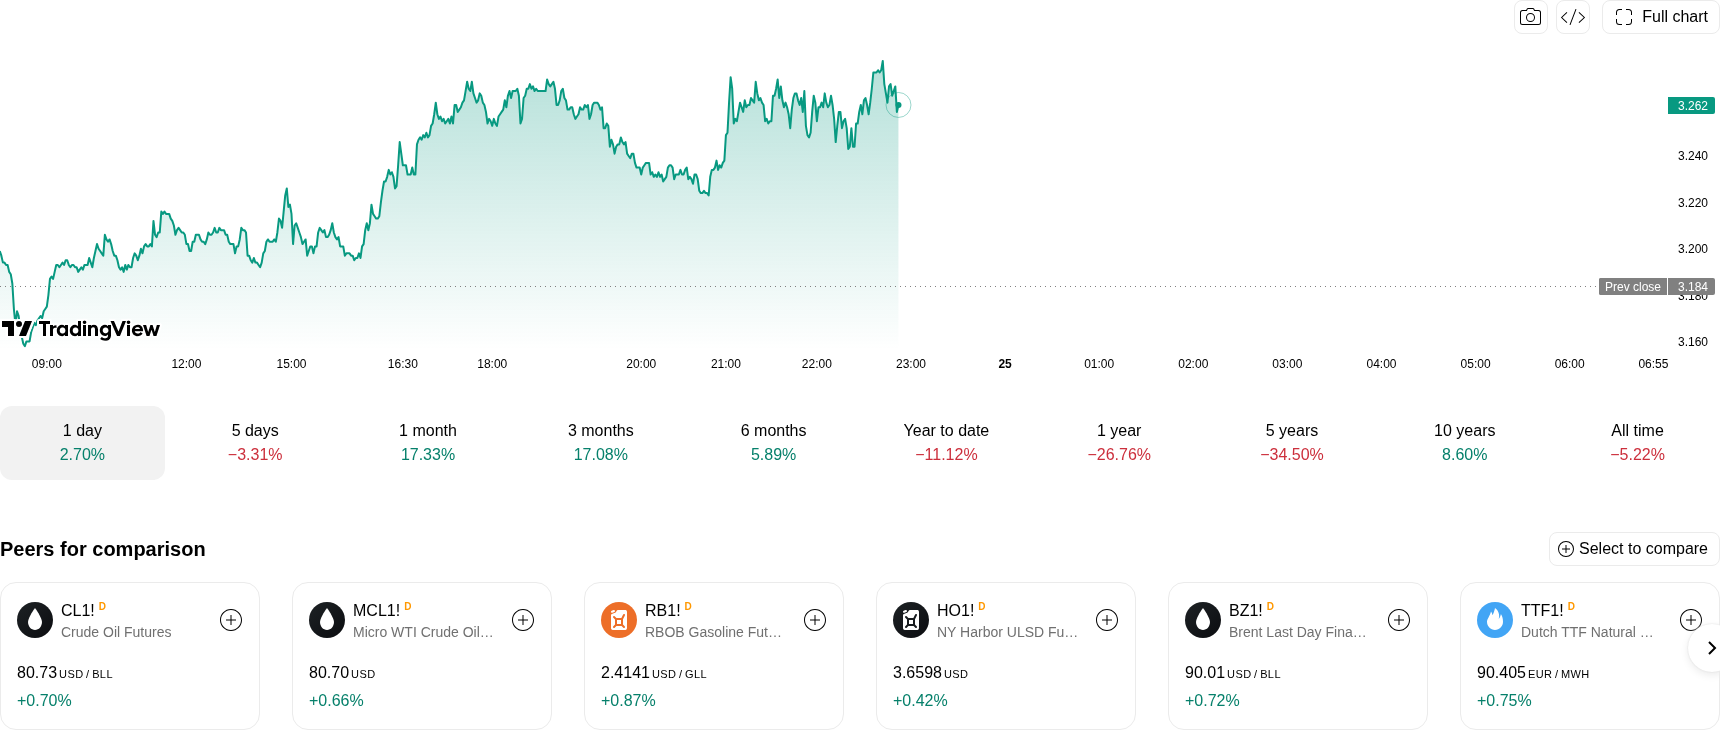 Full chart
3.262
3.240
3.220
3.200
Prev close 3.184
3.180
3.160
TradingView
09:00 12:00 15:00 16:30 18:00 20:00 21:00 22:00 23:00 25 01:00 02:00 03:00 04:00 05:00 06:00 06:55
1 day 5 days 1 month 3 months 6 months Year to date 1 year 5 years 10 years All time
2.70% −3.31% 17.33% 17.08% 5.89% −11.12% −26.76% −34.50% 8.60% −5.22%
Peers for comparison
Select to compare
CL1! D
Crude Oil Futures
80.73 USD / BLL
+0.70%
MCL1! D
Micro WTI Crude Oil…
80.70 USD
+0.66%
RB1! D
RBOB Gasoline Fut…
2.4141 USD / GLL
+0.87%
HO1! D
NY Harbor ULSD Fu…
3.6598 USD
+0.42%
BZ1! D
Brent Last Day Fina…
90.01 USD / BLL
+0.72%
TTF1! D
Dutch TTF Natural …
90.405 EUR / MWH
+0.75%